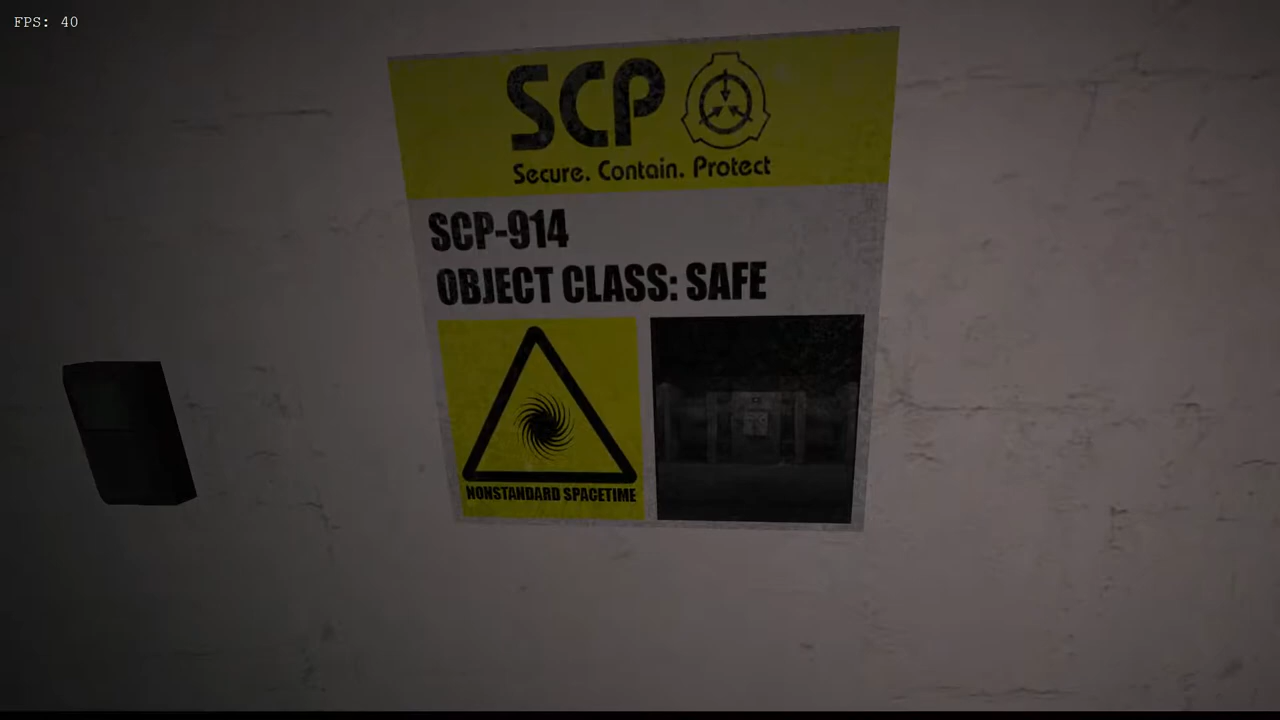 FPS: 40
SCP
Secure. Contain. Protect
SCP-914
OBJECT CLASS: SAFE
NONSTANDARD SPACETIME